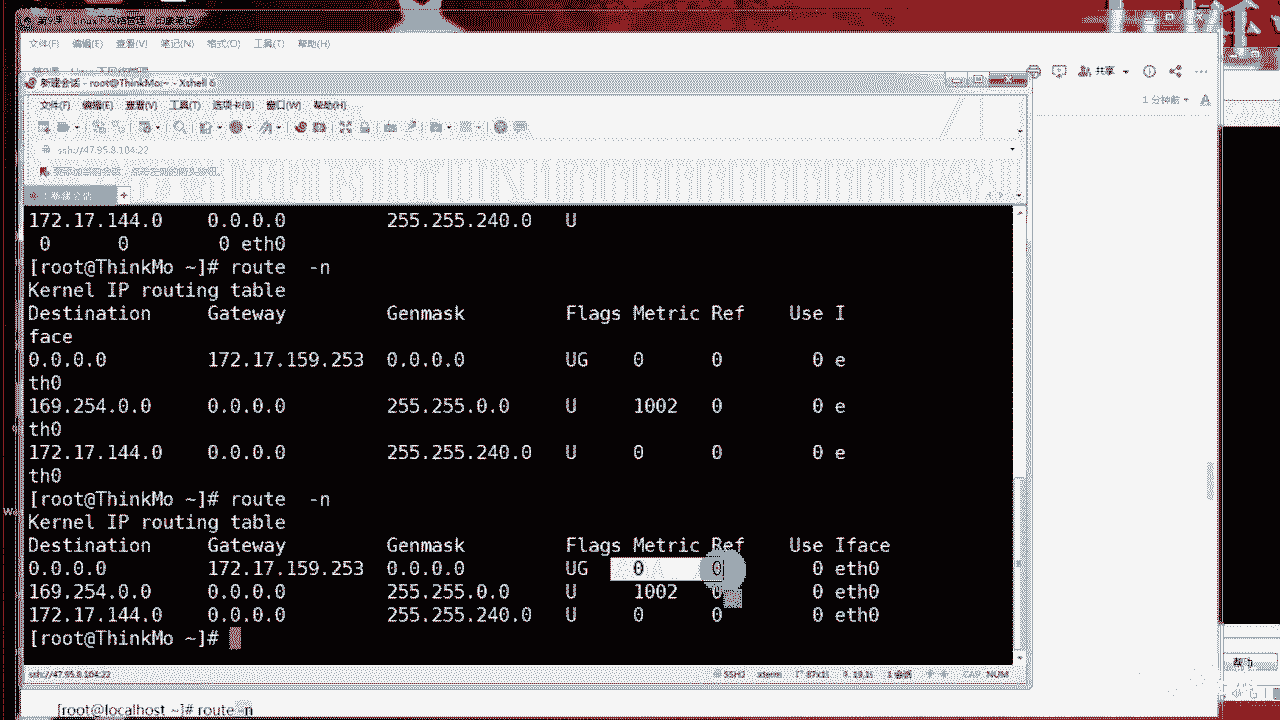 文件(F) 编辑(E) 查看(V) 笔记(N) 格式(O) 工具(T) 帮助(H)
共享
1 分钟前
新建会话 - root@ThinkMo:~ - Xshell 6
文件(F) 编辑(E) 查看(V) 工具(T) 选项卡(B) 窗口(W) 帮助(H)
ssh://47.95.8.104:22
1 新建会话
172.17.144.0 0.0.0.0 255.255.240.0 U
0 0 0 eth0
[root@ThinkMo ~]# route -n
Kernel IP routing table
Destination Gateway Genmask Flags Metric Ref Use I
face
0.0.0.0 172.17.159.253 0.0.0.0 UG 0 0 0 e
th0
169.254.0.0 0.0.0.0 255.255.0.0 U 1002 0 0 e
th0
172.17.144.0 0.0.0.0 255.255.240.0 U 0 0 0 e
th0
[root@ThinkMo ~]# route -n
Kernel IP routing table
Destination Gateway Genmask Flags Metric Ref Use Iface
0.0.0.0 172.17.159.253 0.0.0.0 UG 0 0 0 eth0
169.254.0.0 0.0.0.0 255.255.0.0 U 1002 0 0 eth0
172.17.144.0 0.0.0.0 255.255.240.0 U 0 0 0 eth0
[root@ThinkMo ~]#
帮助
ssh://47.95.8.104:22 SSH2 xterm 87x19 19,19 1 会话 CAP NUM
[root@localhost ~]# route -n